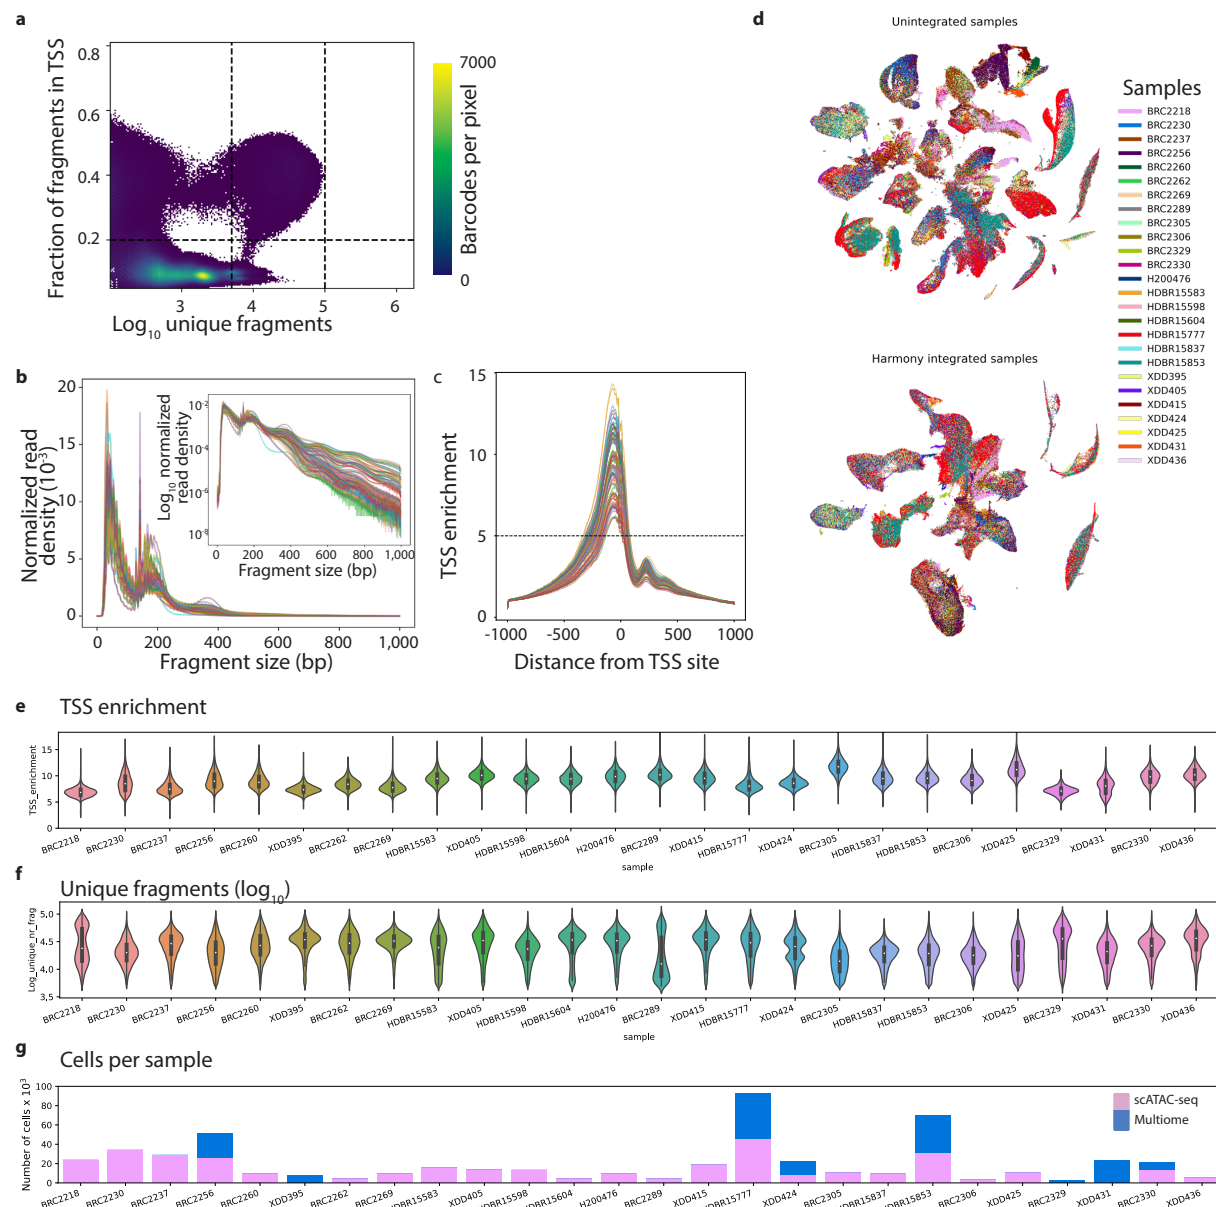 a
Fraction of fragments in TSS
0.8
0.6
0.4
0.2
3
4
5
6
Log10 unique fragments
7000
0
Barcodes per pixel
b
Normalized read
density (10-3)
20
15
10
5
0
0
200
400
600
800
1,000
Fragment size (bp)
Log10 normalized
read density
10-2
10-4
10-6
10-8
0
200
400
600
800
1,000
Fragment size (bp)
c
TSS enrichment
15
10
5
0
-1000
-500
0
500
1000
Distance from TSS site
d
Unintegrated samples
Harmony integrated samples
Samples
BRC2218
BRC2230
BRC2237
BRC2256
BRC2260
BRC2262
BRC2269
BRC2289
BRC2305
BRC2306
BRC2329
BRC2330
H200476
HDBR15583
HDBR15598
HDBR15604
HDBR15777
HDBR15837
HDBR15853
XDD395
XDD405
XDD415
XDD424
XDD425
XDD431
XDD436
e
TSS enrichment
TSS_enrichment
15
10
5
0
BRC2218 BRC2230 BRC2237 BRC2256 BRC2260 XDD395 BRC2262 BRC2269 HDBR15583 XDD405 HDBR15598 HDBR15604 H200476 BRC2289 XDD415 HDBR15777 XDD424 BRC2305 HDBR15837 HDBR15853 BRC2306 XDD425 BRC2329 XDD431 BRC2330 XDD436
sample
f
Unique fragments (log10)
Log_unique_nr_frag
5.0
4.5
4.0
3.5
BRC2218 BRC2230 BRC2237 BRC2256 BRC2260 XDD395 BRC2262 BRC2269 HDBR15583 XDD405 HDBR15598 HDBR15604 H200476 BRC2289 XDD415 HDBR15777 XDD424 BRC2305 HDBR15837 HDBR15853 BRC2306 XDD425 BRC2329 XDD431 BRC2330 XDD436
sample
g
Cells per sample
Number of cells x 103
100
80
60
40
20
0
scATAC-seq
Multiome
BRC2218 BRC2230 BRC2237 BRC2256 BRC2260 XDD395 BRC2262 BRC2269 HDBR15583 XDD405 HDBR15598 HDBR15604 H200476 BRC2289 XDD415 HDBR15777 XDD424 BRC2305 HDBR15837 HDBR15853 BRC2306 XDD425 BRC2329 XDD431 BRC2330 XDD436